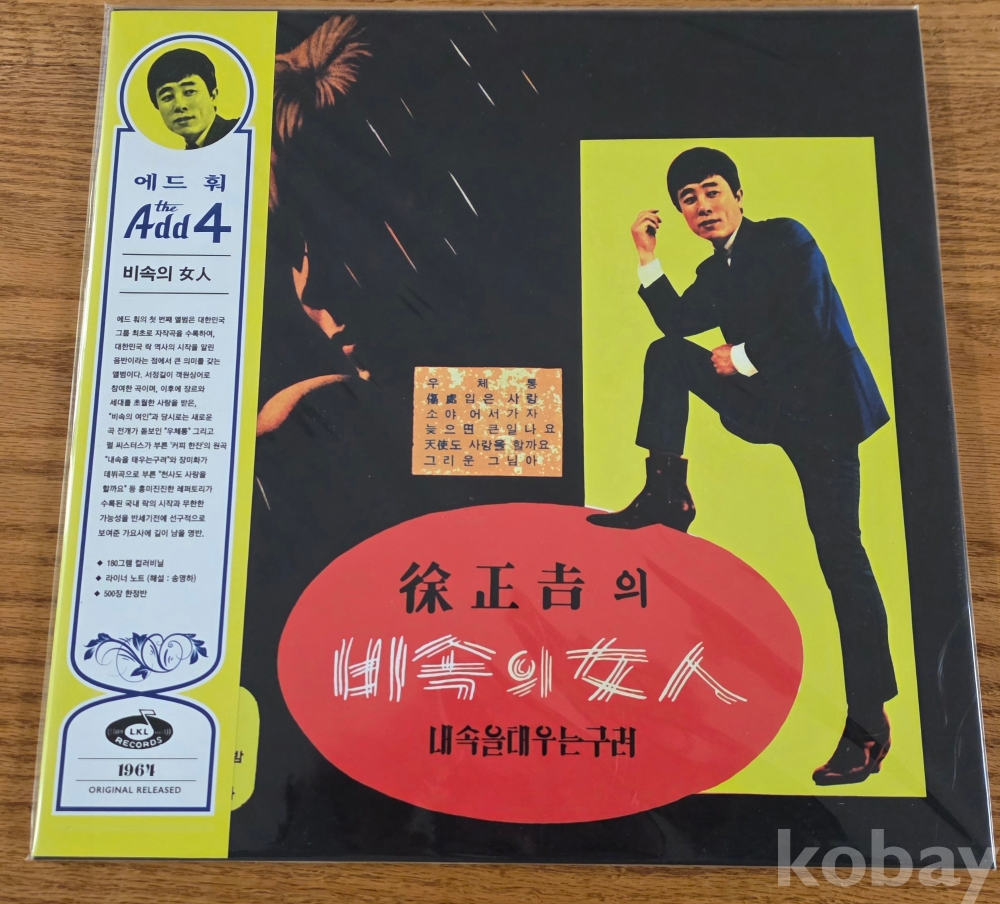 에드 훠
the
Add 4
비속의 女人
에드 훠의 첫 번째 앨범은 대한민국
그룹 최초로 자작곡을 수록하여,
대한민국 락 역사의 시작을 알린
음반이라는 점에서 큰 의미를 갖는
앨범이다. 서정길이 객원싱어로
참여한 곡이며, 이후에 장르와
세대를 초월한 사랑을 받은,
"비속의 여인"과 당시로는 새로운
곡 전개가 돋보인 "우체통" 그리고
펄 씨스터스가 부른 '커피 한잔'의 원곡
"내속을 태우는구려"와 장미화가
데뷔곡으로 부른 "천사도 사랑을
할까요" 등 흥미진진한 레퍼토리가
수록된 국내 락의 시작과 무한한
가능성을 반세기전에 선구적으로
보여준 가요사에 길이 남을 명반.
◆ 180그램 컬러비닐
◆ 라이너 노트 (해설 : 송명하)
◆ 500장 한정반
LKL
RECORDS
1964
ORIGINAL RELEASED
우 체 통
傷處입은 사랑
소야 어서가자
늦으면 큰일나요
天使도 사랑을 할까요
그리운 그님아
徐正吉의
비속의女人
내속을태우는구려
밤
kobay